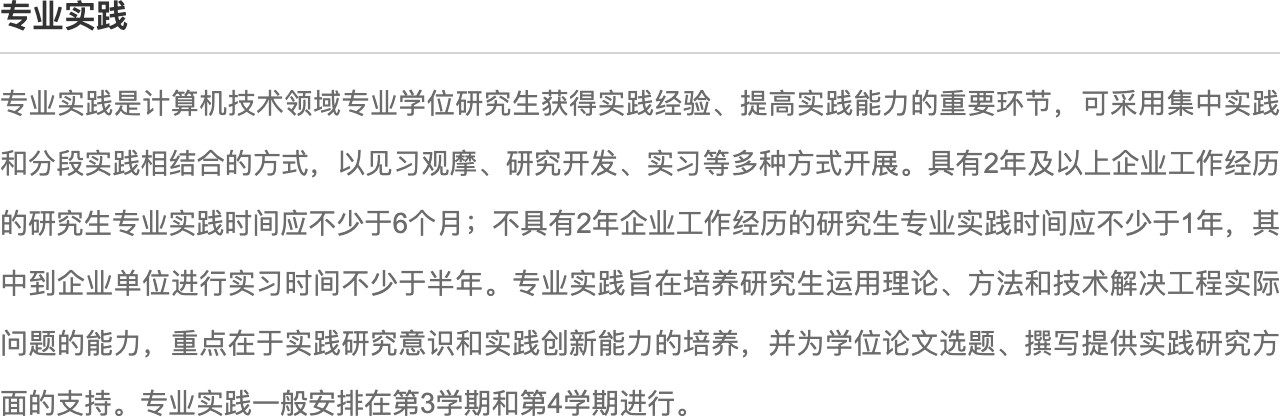 专业实践
专业实践是计算机技术领域专业学位研究生获得实践经验、提高实践能力的重要环节，可采用集中实践
和分段实践相结合的方式，以见习观摩、研究开发、实习等多种方式开展。具有2年及以上企业工作经历
的研究生专业实践时间应不少于6个月；不具有2年企业工作经历的研究生专业实践时间应不少于1年，其
中到企业单位进行实习时间不少于半年。专业实践旨在培养研究生运用理论、方法和技术解决工程实际
问题的能力，重点在于实践研究意识和实践创新能力的培养，并为学位论文选题、撰写提供实践研究方
面的支持。专业实践一般安排在第3学期和第4学期进行。